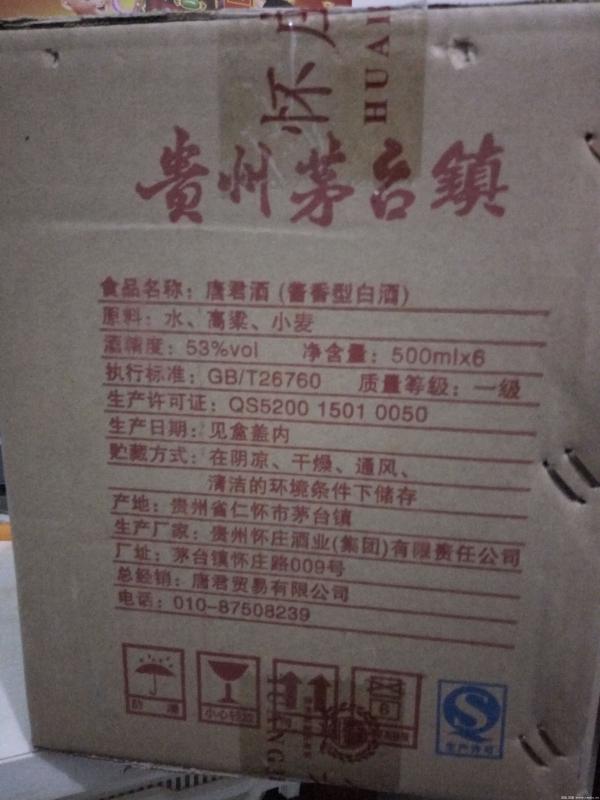 怀庄
HUAI
贵州茅台鎮
食品名称：唐君酒（酱香型白酒）
原料：水、高粱、小麦
酒精度：53%vol 净含量：500mlx6
执行标准：GB/T26760 质量等级：一级
生产许可证：QS5200 1501 0050
生产日期：见盒盖内
贮藏方式：在阴凉、干燥、通风、
清洁的环境条件下储存
产地：贵州省仁怀市茅台镇
生产厂家：贵州怀庄酒业(集团)有限责任公司
厂址：茅台镇怀庄路009号
总经销：唐君贸易有限公司
电话：010-87508239
6
小心轻放
生产许可